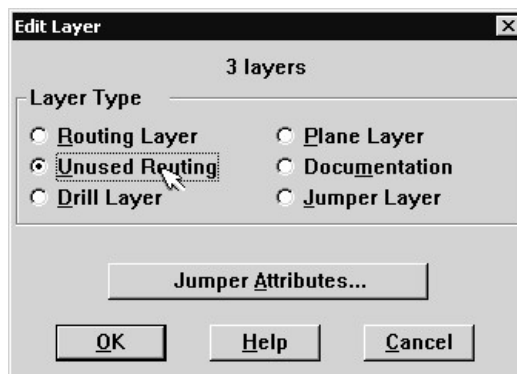 Edit Layer
3 layers
Layer Type
Routing Layer
Plane Layer
Unused Routing
Documentation
Drill Layer
Jumper Layer
Jumper Attributes...
OK
Help
Cancel